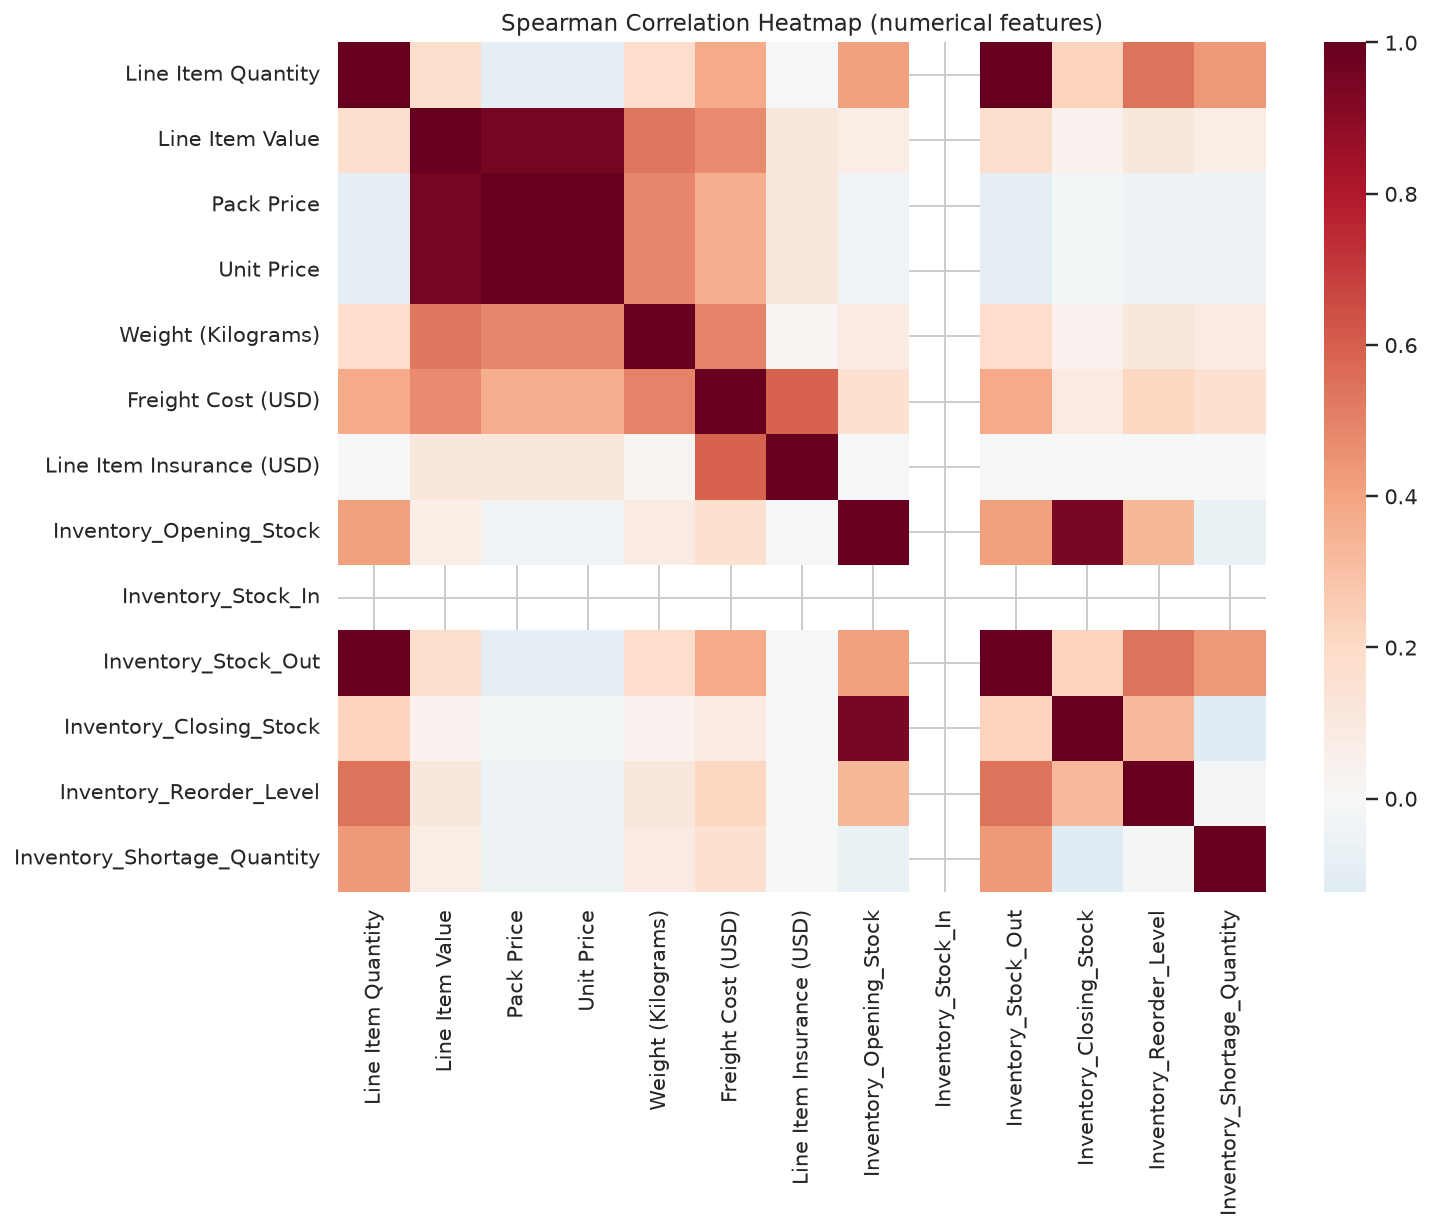 Spearman Correlation Heatmap (numerical features)
Line Item Quantity
Line Item Value
Pack Price
Unit Price
Weight (Kilograms)
Freight Cost (USD)
Line Item Insurance (USD)
Inventory_Opening_Stock
Inventory_Stock_In
Inventory_Stock_Out
Inventory_Closing_Stock
Inventory_Reorder_Level
Inventory_Shortage_Quantity
Line Item Quantity
Line Item Value
Pack Price
Unit Price
Weight (Kilograms)
Freight Cost (USD)
Line Item Insurance (USD)
Inventory_Opening_Stock
Inventory_Stock_In
Inventory_Stock_Out
Inventory_Closing_Stock
Inventory_Reorder_Level
Inventory_Shortage_Quantity
1.0
0.8
0.6
0.4
0.2
0.0